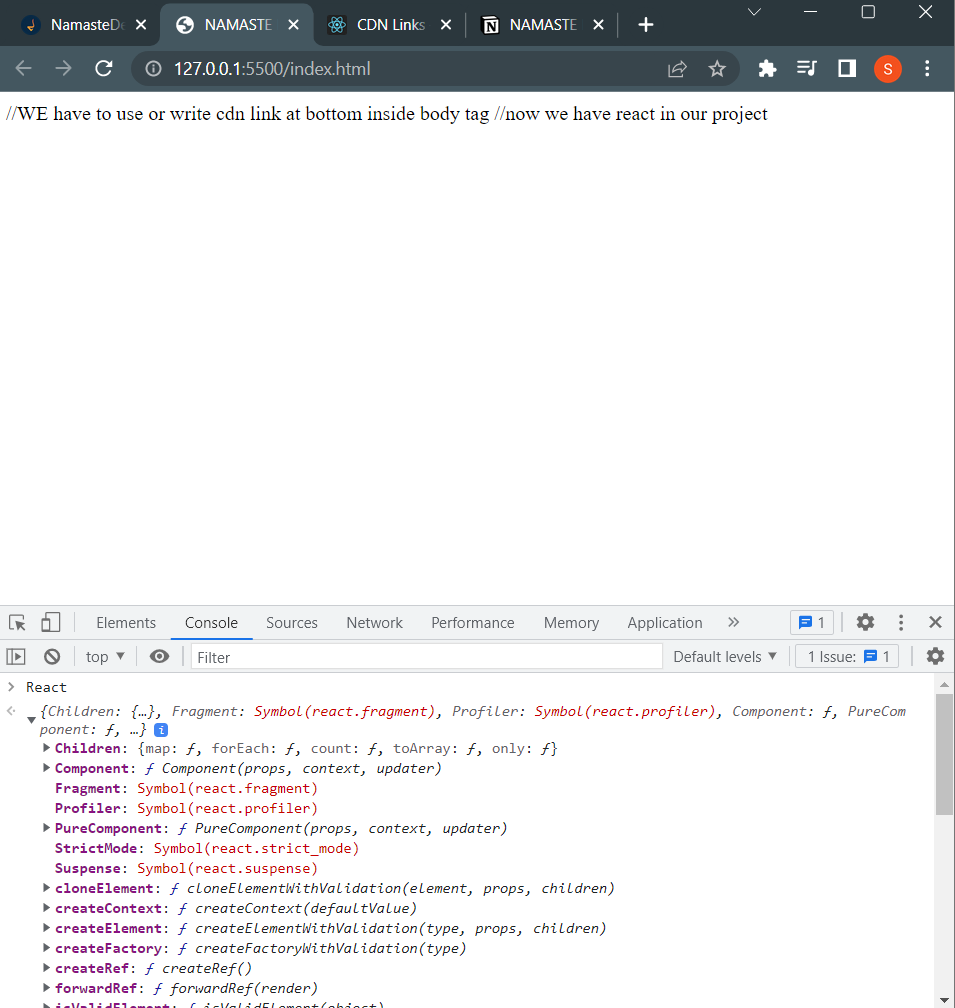 NamasteDe
NAMASTE
CDN Links
NAMASTE
127.0.0.1:5500/index.html
S
//WE have to use or write cdn link at bottom inside body tag //now we have react in our project
Elements Console Sources Network Performance Memory Application » 1
top ▼ Filter Default levels ▼ 1 Issue: 1
> React
{Children: {…}, Fragment: Symbol(react.fragment), Profiler: Symbol(react.profiler), Component: ƒ, PureCom
ponent: ƒ, …} i
Children: {map: ƒ, forEach: ƒ, count: ƒ, toArray: ƒ, only: ƒ}
Component: ƒ Component(props, context, updater)
Fragment: Symbol(react.fragment)
Profiler: Symbol(react.profiler)
PureComponent: ƒ PureComponent(props, context, updater)
StrictMode: Symbol(react.strict_mode)
Suspense: Symbol(react.suspense)
cloneElement: ƒ cloneElementWithValidation(element, props, children)
createContext: ƒ createContext(defaultValue)
createElement: ƒ createElementWithValidation(type, props, children)
createFactory: ƒ createFactoryWithValidation(type)
createRef: ƒ createRef()
forwardRef: ƒ forwardRef(render)
isValidElement: ƒ isValidElement(object)